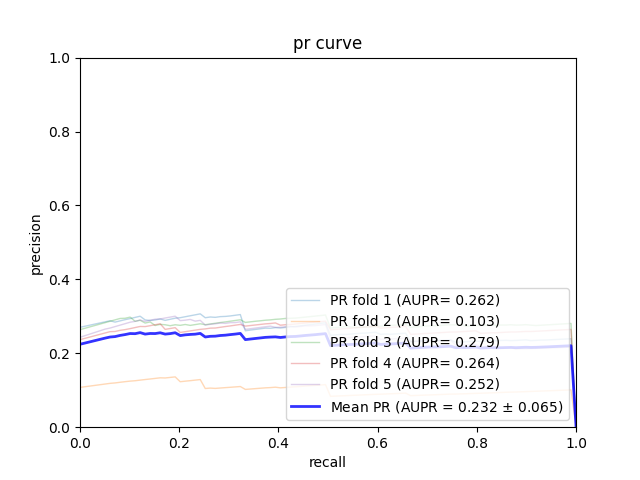 pr curve
1.0
0.8
0.6
0.4
0.2
0.0
precision
PR fold 1 (AUPR= 0.262)
PR fold 2 (AUPR= 0.103)
PR fold 3 (AUPR= 0.279)
PR fold 4 (AUPR= 0.264)
PR fold 5 (AUPR= 0.252)
Mean PR (AUPR = 0.232 ± 0.065)
0.0 0.2 0.4 0.6 0.8 1.0
recall